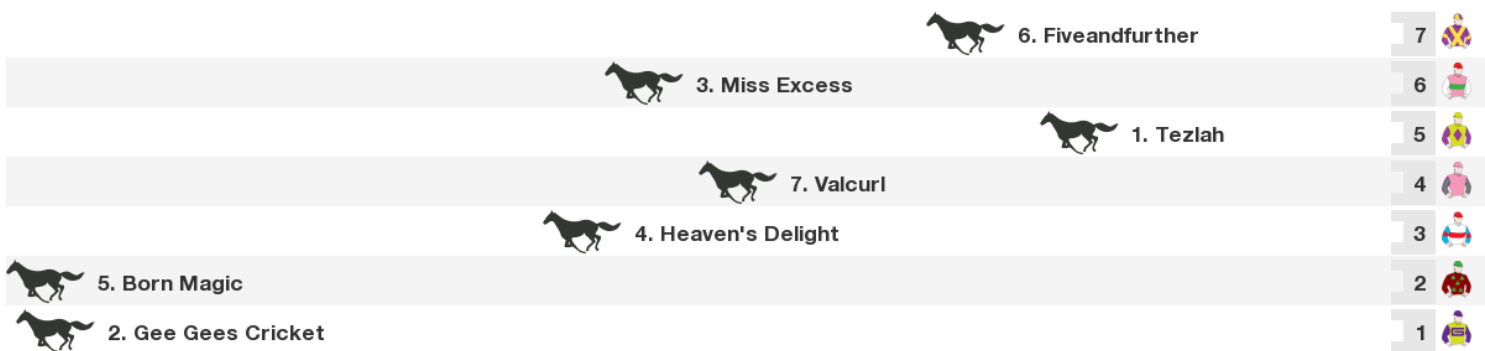 6. Fiveandfurther 7
3. Miss Excess 6
1. Tezlah 5
7. Valcurl 4
4. Heaven's Delight 3
5. Born Magic 2
2. Gee Gees Cricket 1